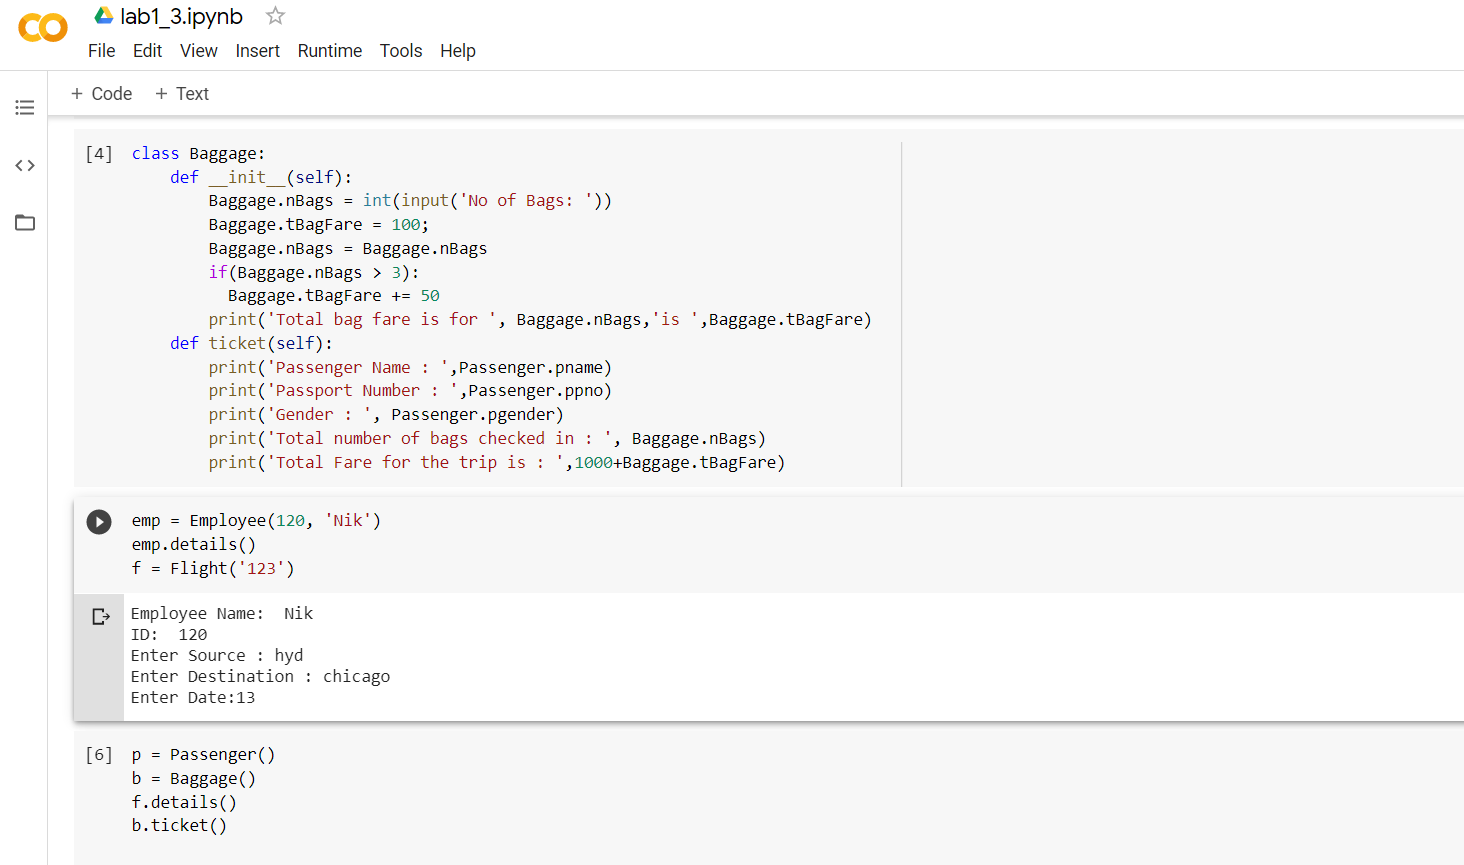 lab1_3.ipynb
File Edit View Insert Runtime Tools Help
+ Code + Text
[4] class Baggage:
    def __init__(self):
        Baggage.nBags = int(input('No of Bags: '))
        Baggage.tBagFare = 100;
        Baggage.nBags = Baggage.nBags
        if(Baggage.nBags > 3):
          Baggage.tBagFare += 50
        print('Total bag fare is for ', Baggage.nBags,'is ',Baggage.tBagFare)
    def ticket(self):
        print('Passenger Name : ',Passenger.pname)
        print('Passport Number : ',Passenger.ppno)
        print('Gender : ', Passenger.pgender)
        print('Total number of bags checked in : ', Baggage.nBags)
        print('Total Fare for the trip is : ',1000+Baggage.tBagFare)
emp = Employee(120, 'Nik')
emp.details()
f = Flight('123')
Employee Name:  Nik
ID:  120
Enter Source : hyd
Enter Destination : chicago
Enter Date:13
[6] p = Passenger()
b = Baggage()
f.details()
b.ticket()